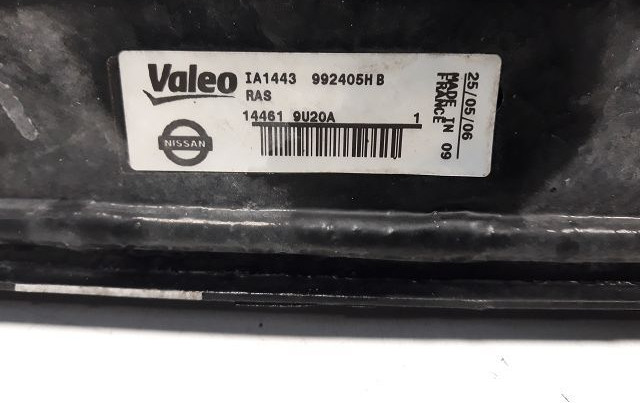 Valeo
IA1443 992405H B
RAS
14461 9U20A 1
NISSAN
25/05/06
MADE IN 09
FRANCE